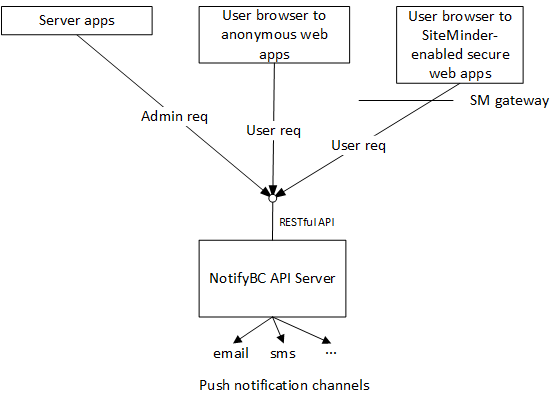 Server apps
User browser to
anonymous web
apps
User browser to
SiteMinder-
enabled secure
web apps
SM gateway
Admin req
User req
User req
RESTful API
NotifyBC API Server
email
sms
...
Push notification channels